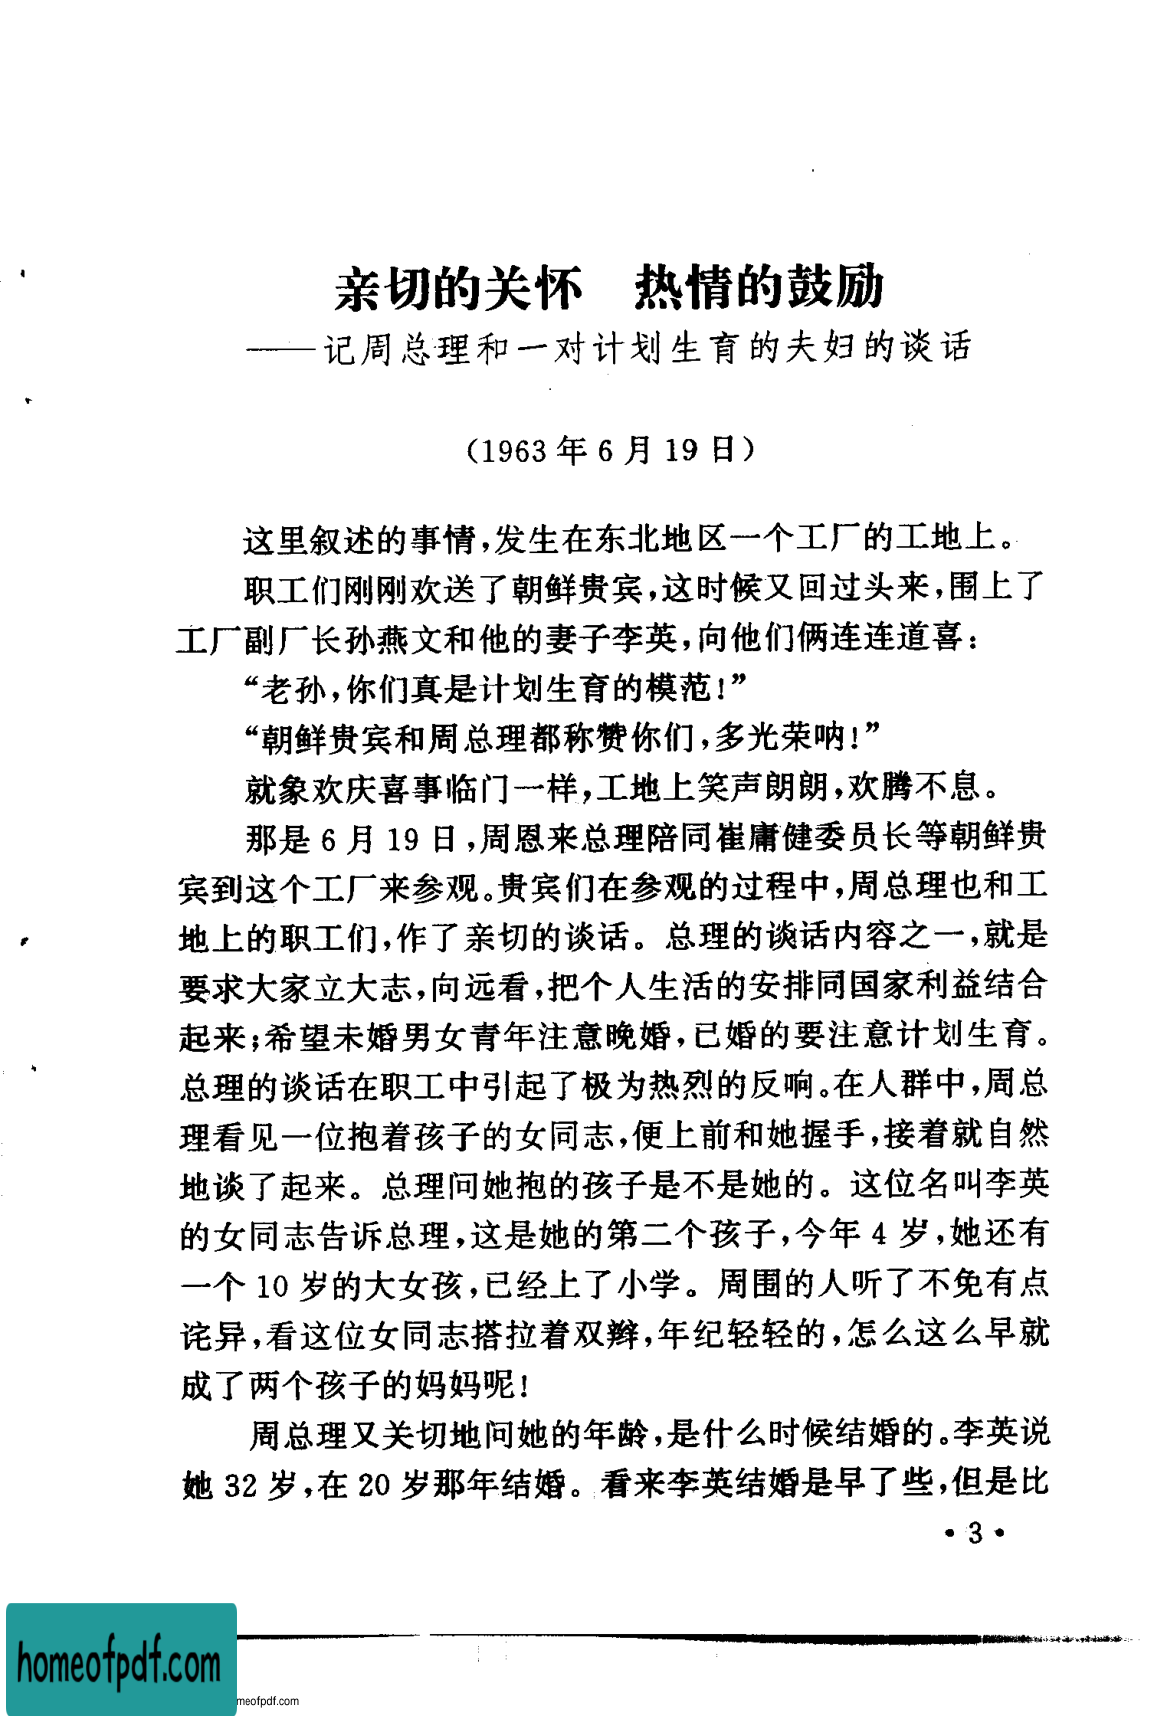 亲切的关怀　热情的鼓励
——记周总理和一对计划生育的夫妇的谈话
（1963年6月19日）
这里叙述的事情，发生在东北地区一个工厂的工地上。
职工们刚刚欢送了朝鲜贵宾，这时候又回过头来，围上了
工厂副厂长孙燕文和他的妻子李英，向他们俩连连道喜：
“老孙，你们真是计划生育的模范！”
“朝鲜贵宾和周总理都称赞你们，多光荣呐！”
就象欢庆喜事临门一样，工地上笑声朗朗，欢腾不息。
那是6月19日，周恩来总理陪同崔庸健委员长等朝鲜贵
宾到这个工厂来参观。贵宾们在参观的过程中，周总理也和工
地上的职工们，作了亲切的谈话。总理的谈话内容之一，就是
要求大家立大志，向远看，把个人生活的安排同国家利益结合
起来；希望未婚男女青年注意晚婚，已婚的要注意计划生育。
总理的谈话在职工中引起了极为热烈的反响。在人群中，周总
理看见一位抱着孩子的女同志，便上前和她握手，接着就自然
地谈了起来。总理问她抱的孩子是不是她的。这位名叫李英
的女同志告诉总理，这是她的第二个孩子，今年4岁，她还有
一个10岁的大女孩，已经上了小学。周围的人听了不免有点
诧异，看这位女同志搭拉着双辫，年纪轻轻的，怎么这么早就
成了两个孩子的妈妈呢！
周总理又关切地问她的年龄，是什么时候结婚的。李英说
她32岁，在20岁那年结婚。看来李英结婚是早了些，但是比
·3·
homeofpdf.com
meofpdf.com